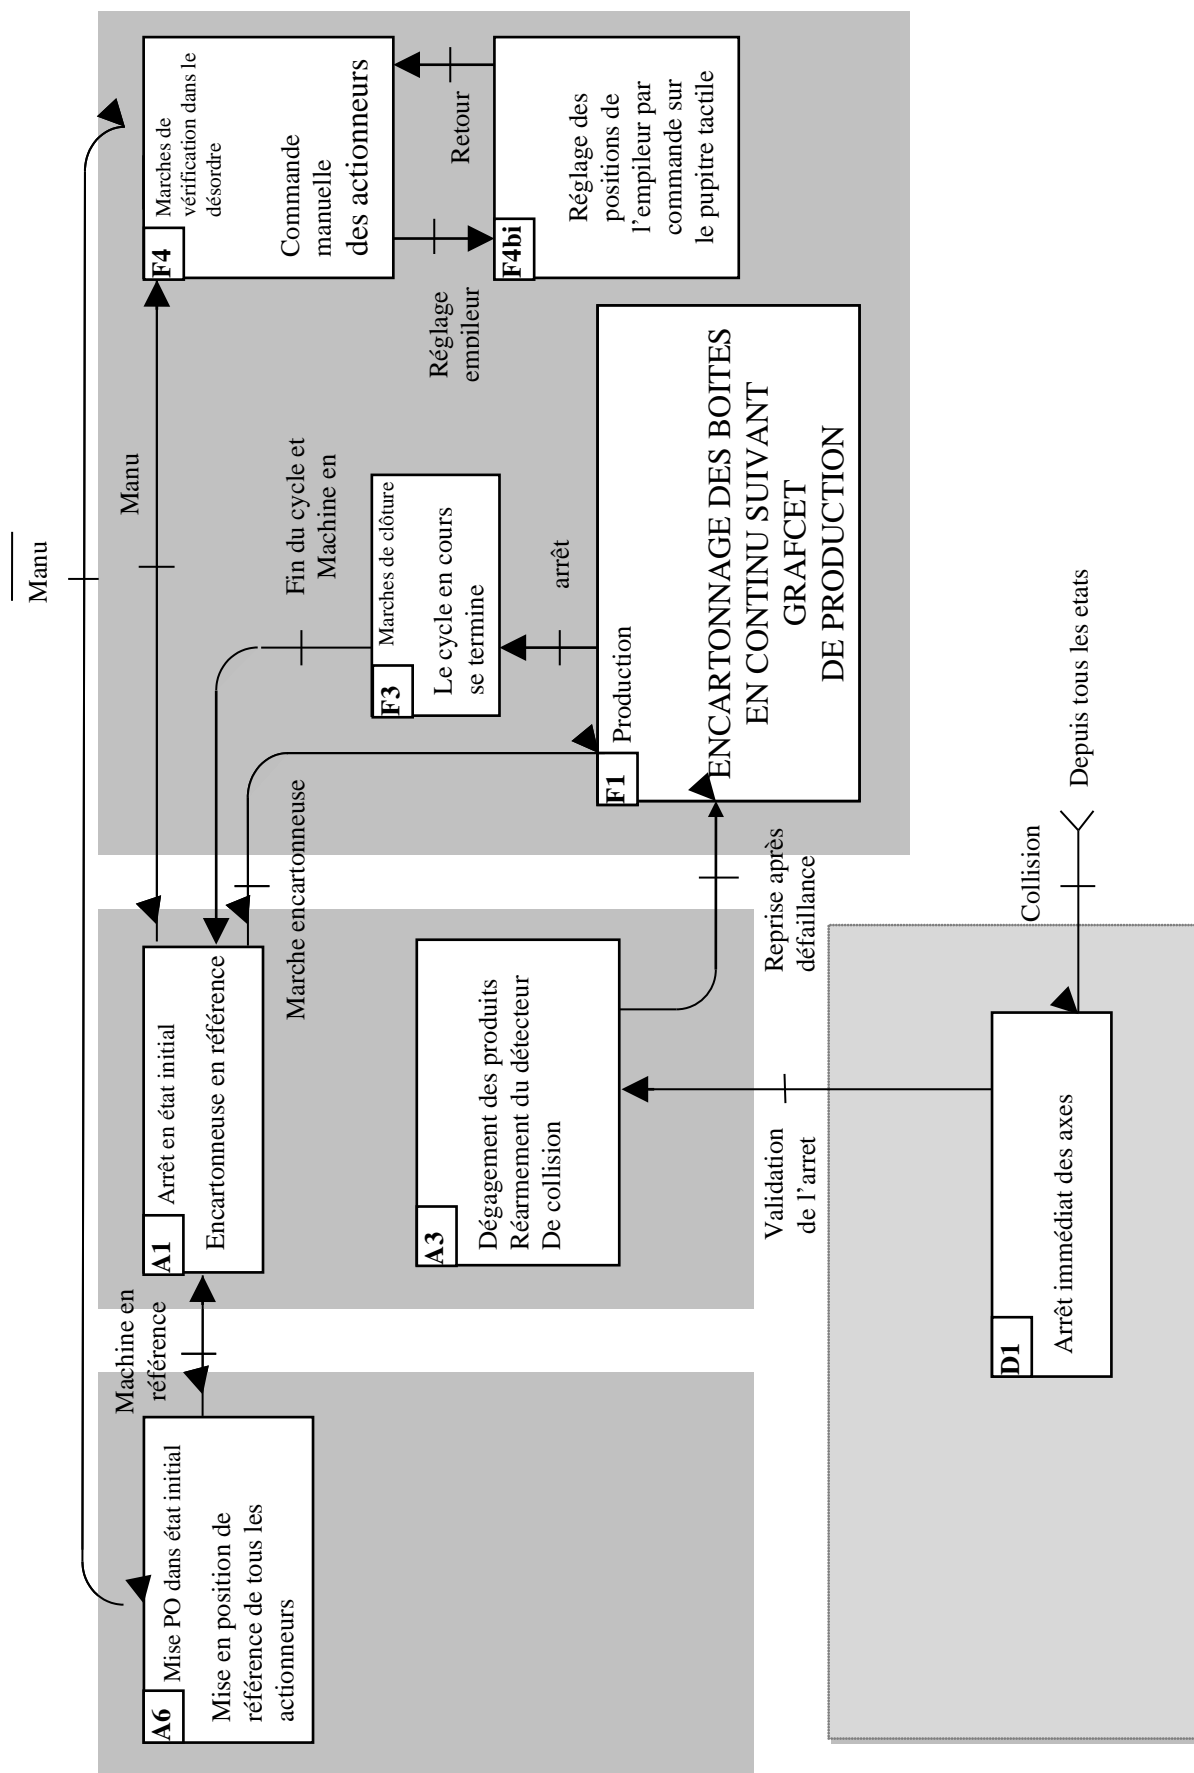 Manu
Manu
A6
Mise PO dans état initial
Mise en position de
référence de tous les
actionneurs
Machine en
référence
A1
Arrêt en état initial
Encartonneuse en référence
Marche encartonneuse
Fin du cycle et
Machine en
F4
Marches de
vérification dans le
désordre
Commande
manuelle
des actionneurs
Réglage
empileur
Retour
F4bi
Réglage des
positions de
l'empileur par
commande sur
le pupitre tactile
F3
Marches de clôture
Le cycle en cours
se termine
arrêt
F1
Production
ENCARTONNAGE DES BOITES
EN CONTINU SUIVANT
GRAFCET
DE PRODUCTION
A3
Dégagement des produits
Réarmement du détecteur
De collision
Reprise après
défaillance
Validation
de l'arret
D1
Arrêt immédiat des axes
Collision
Depuis tous les etats